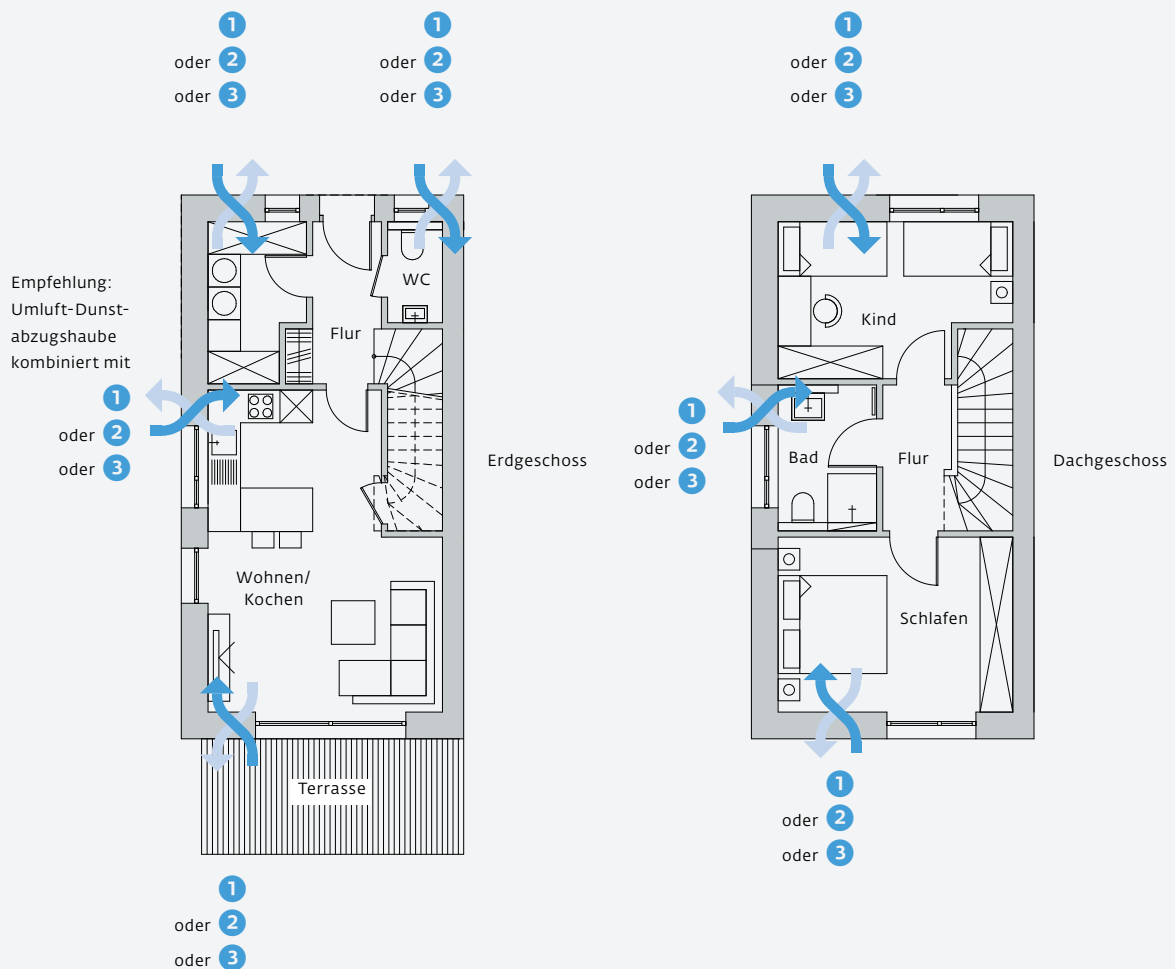 1
oder 2
oder 3
1
oder 2
oder 3
1
oder 2
oder 3
Empfehlung:
Umluft-Dunst-
abzugshaube
kombiniert mit
1
oder 2
oder 3
WC
Flur
Erdgeschoss
Wohnen/
Kochen
Terrasse
1
oder 2
oder 3
Kind
1
oder 2
oder 3
Bad
Flur
Dachgeschoss
Schlafen
1
oder 2
oder 3